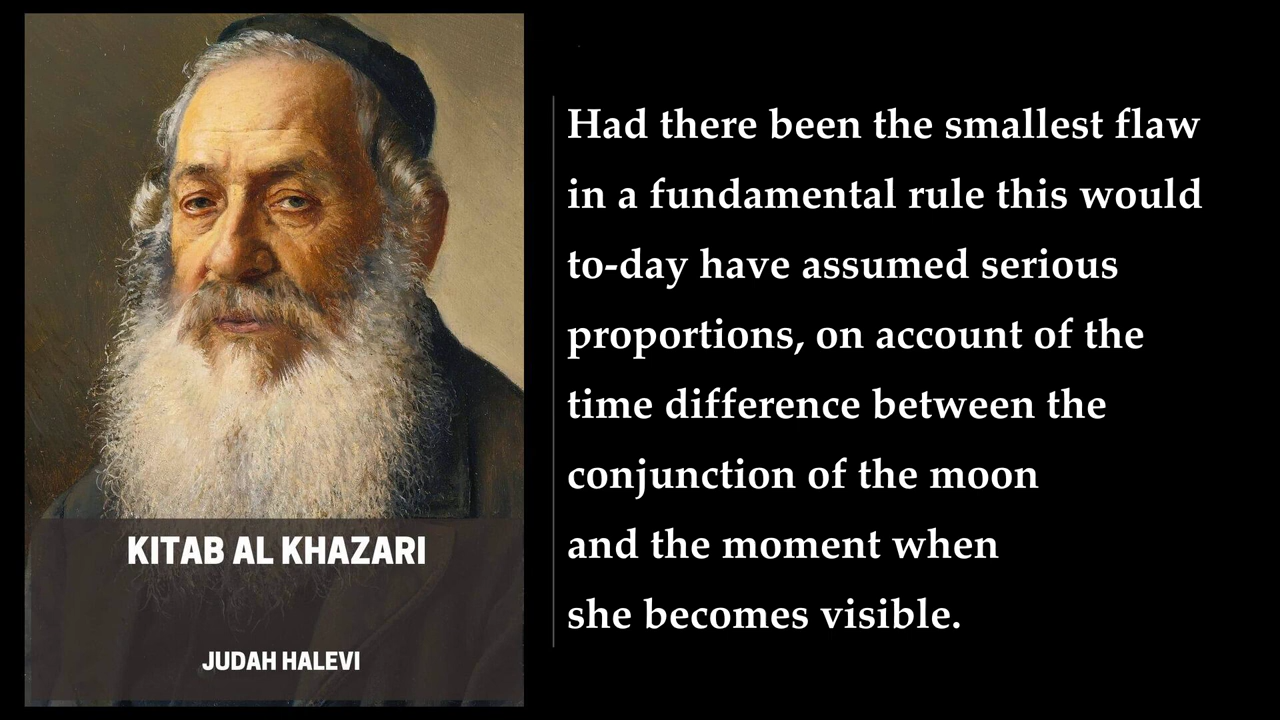 KITAB AL KHAZARI
JUDAH HALEVI
Had there been the smallest flaw
in a fundamental rule this would
to-day have assumed serious
proportions, on account of the
time difference between the
conjunction of the moon
and the moment when
she becomes visible.